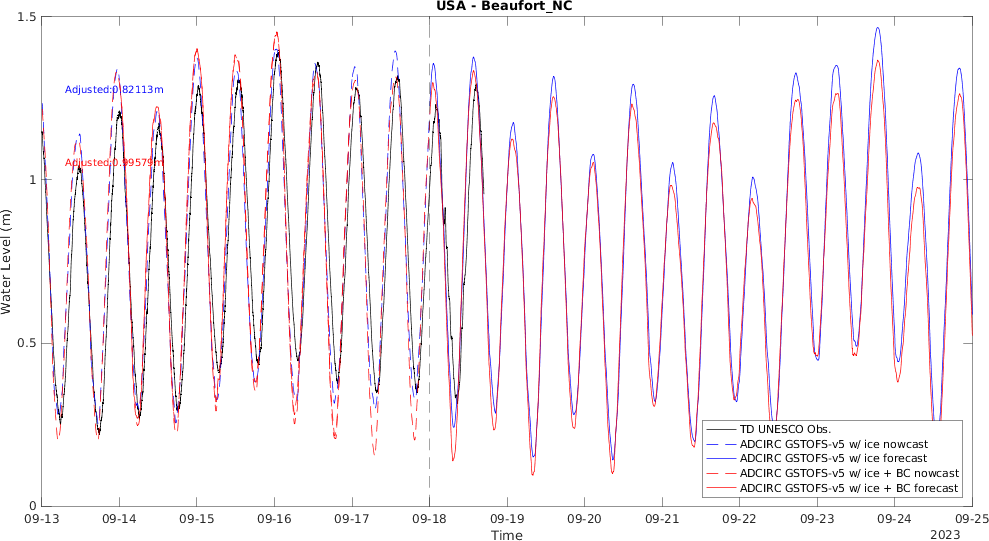 USA - Beaufort_NC
1.5
Adjusted:0.82113m
Adjusted:0.99579m
1
Water Level (m)
0.5
0
TD UNESCO Obs.
ADCIRC GSTOFS-v5 w/ ice nowcast
ADCIRC GSTOFS-v5 w/ ice forecast
ADCIRC GSTOFS-v5 w/ ice + BC nowcast
ADCIRC GSTOFS-v5 w/ ice + BC forecast
09-13 09-14 09-15 09-16 09-17 09-18 09-19 09-20 09-21 09-22 09-23 09-24 09-25
Time
2023